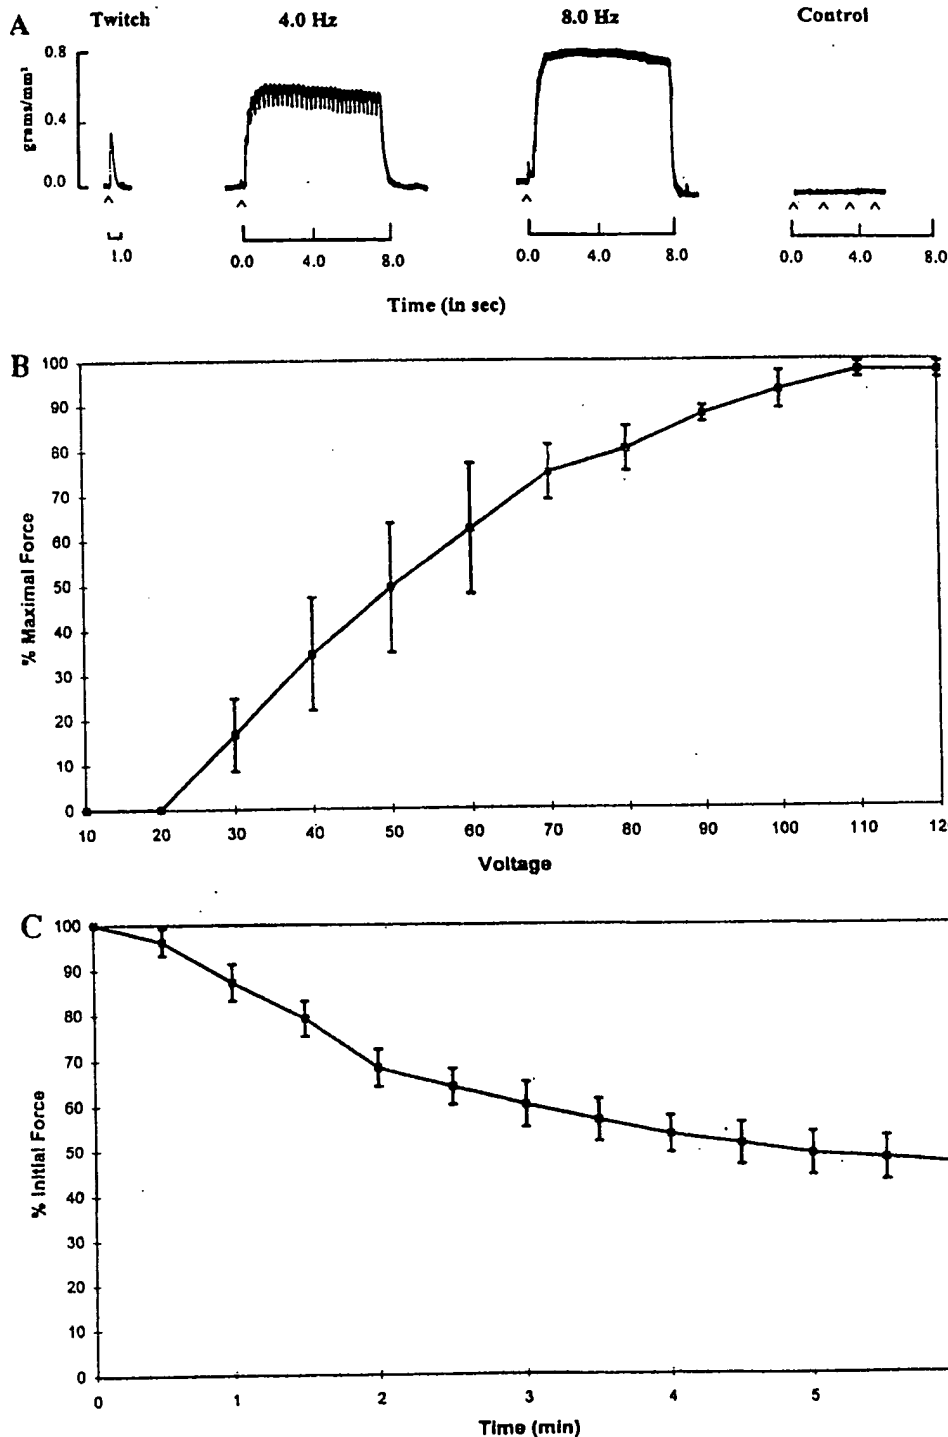 A
Twitch 4.0 Hz 8.0 Hz Control
grams/mm²
0.8
0.4
0.0
^ ^ ^ ^ ^ ^ ^
1.0 0.0 4.0 8.0 0.0 4.0 8.0 0.0 4.0 8.0
Time (in sec)
B
% Maximal Force
100
90
80
70
60
50
40
30
20
10
0
10 20 30 40 50 60 70 80 90 100 110 12
Voltage
C
% Initial Force
100
90
80
70
60
50
40
30
20
10
0
0 1 2 3 4 5
Time (min)